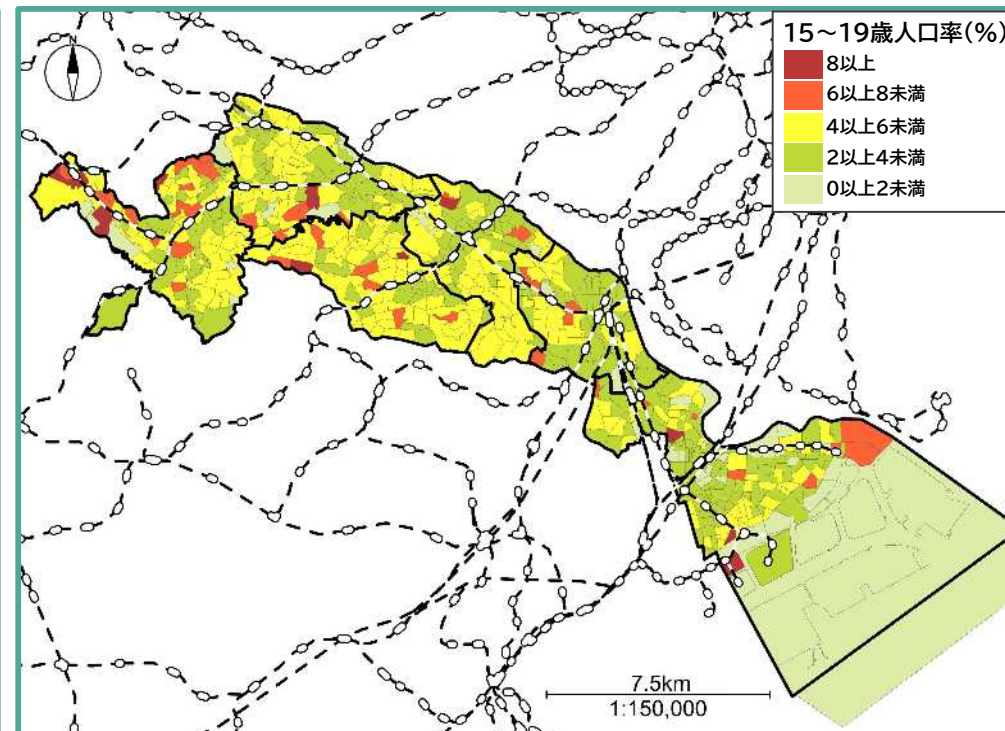 15～19歳人口率(%)
8以上
6以上8未満
4以上6未満
2以上4未満
0以上2未満
N
7.5km
1:150,000